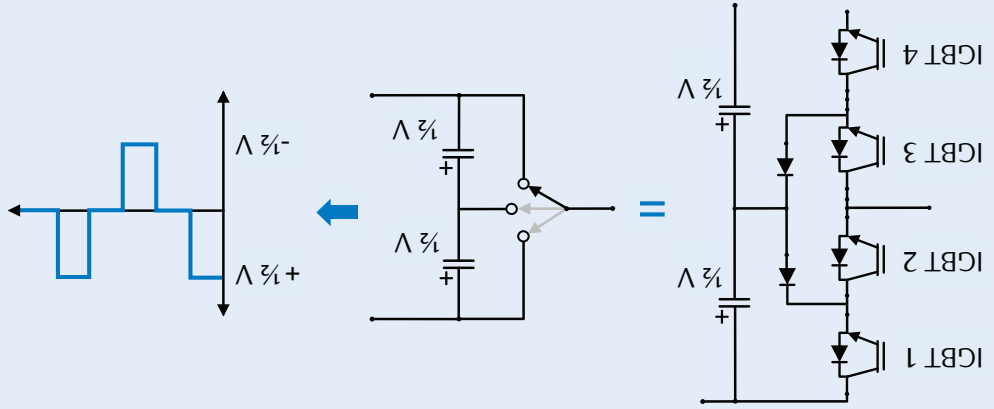 IGBT 1
IGBT 2
IGBT 3
IGBT 4
+
½ V
+
½ V
=
+
½ V
+
½ V
+ ½ V
-½ V